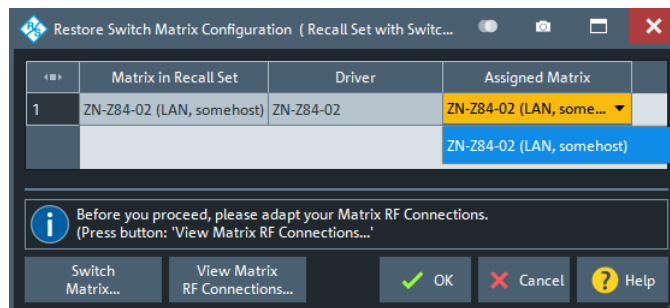 Restore Switch Matrix Configuration ( Recall Set with Switc...
Matrix in Recall Set Driver Assigned Matrix
1 ZN-Z84-02 (LAN, somehost) ZN-Z84-02 ZN-Z84-02 (LAN, some...
ZN-Z84-02 (LAN, somehost)
Before you proceed, please adapt your Matrix RF Connections.
(Press button: 'View Matrix RF Connections...'
Switch
Matrix...
View Matrix
RF Connections...
OK
Cancel
Help